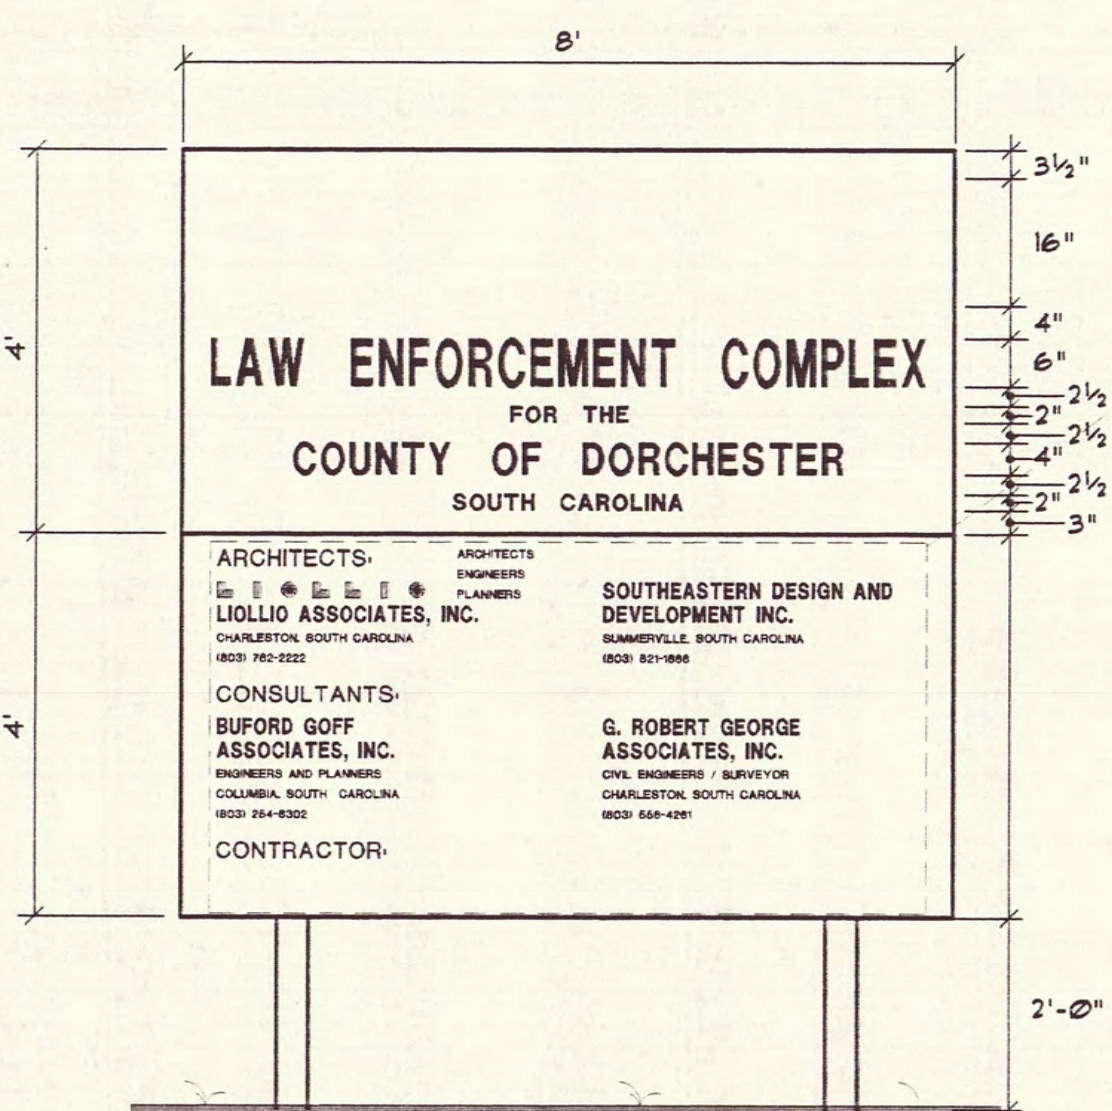 8'
3½"
16"
4'
4"
6"
2½
2"
2½
4"
2½
2"
3"
LAW ENFORCEMENT COMPLEX
FOR THE
COUNTY OF DORCHESTER
SOUTH CAROLINA
4'
ARCHITECTS:
ARCHITECTS
ENGINEERS
PLANNERS
LIOLLIO ASSOCIATES, INC.
CHARLESTON, SOUTH CAROLINA
(803) 762-2222
SOUTHEASTERN DESIGN AND
DEVELOPMENT INC.
SUMMERVILLE, SOUTH CAROLINA
(803) 821-1666
CONSULTANTS:
BUFORD GOFF
ASSOCIATES, INC.
ENGINEERS AND PLANNERS
COLUMBIA, SOUTH CAROLINA
(803) 254-6302
G. ROBERT GEORGE
ASSOCIATES, INC.
CIVIL ENGINEERS / SURVEYOR
CHARLESTON, SOUTH CAROLINA
(803) 556-4261
CONTRACTOR:
2'-0"